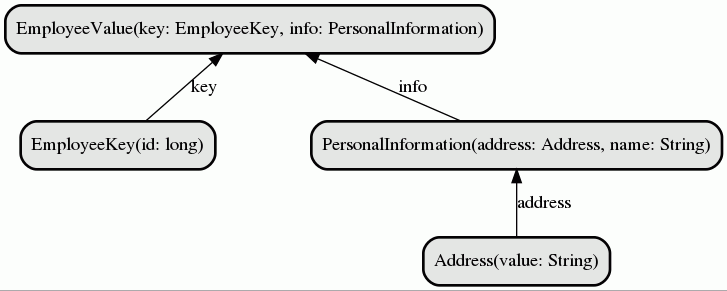 EmployeeValue(key: EmployeeKey, info: PersonalInformation)
key
info
EmployeeKey(id: long)
PersonalInformation(address: Address, name: String)
address
Address(value: String)